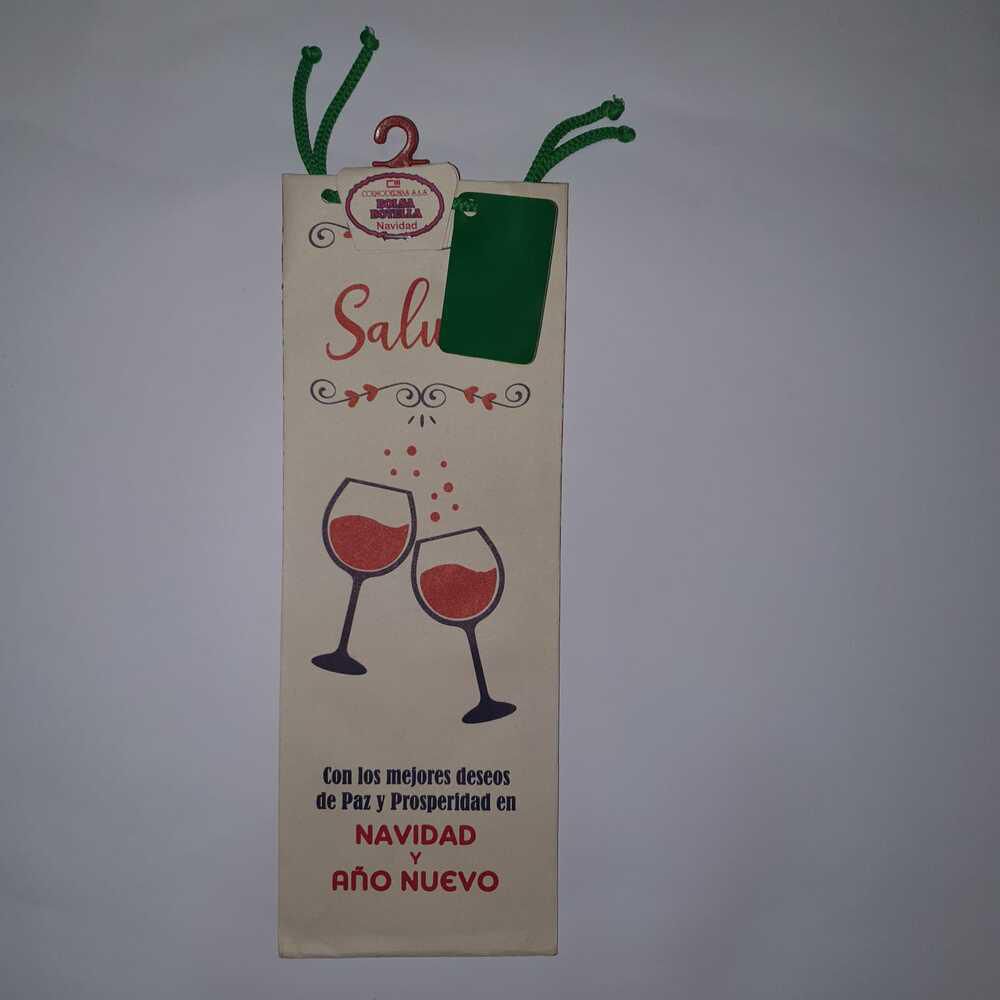 BOLSA
BOTELLA
Navidad
Salu
Con los mejores deseos
de Paz y Prosperidad en
NAVIDAD
Y
AÑO NUEVO